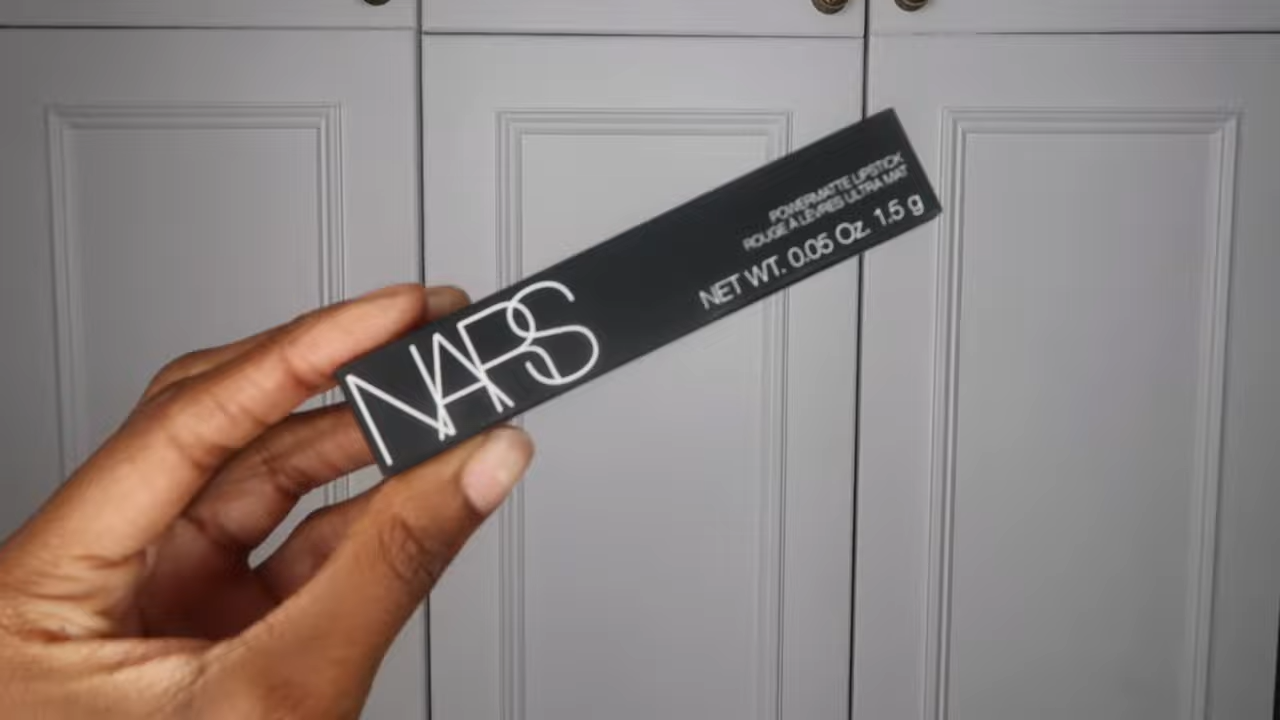 NARS
POWERMATTE LIPSTICK
ROUGE À LÈVRES ULTRA MAT
NET WT. 0.05 Oz. 1.5 g